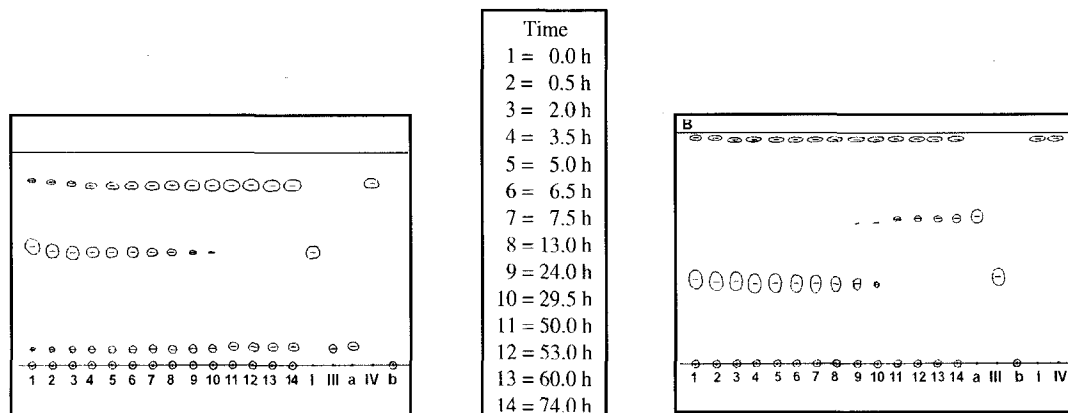 Time
1 = 0.0 h
2 = 0.5 h
3 = 2.0 h
4 = 3.5 h
5 = 5.0 h
6 = 6.5 h
7 = 7.5 h
8 = 13.0 h
9 = 24.0 h
10 = 29.5 h
11 = 50.0 h
12 = 53.0 h
13 = 60.0 h
14 = 74.0 h
1 2 3 4 5 6 7 8 9 10 11 12 13 14 I III a IV b
B
1 2 3 4 5 6 7 8 9 10 11 12 13 14 a III b I IV